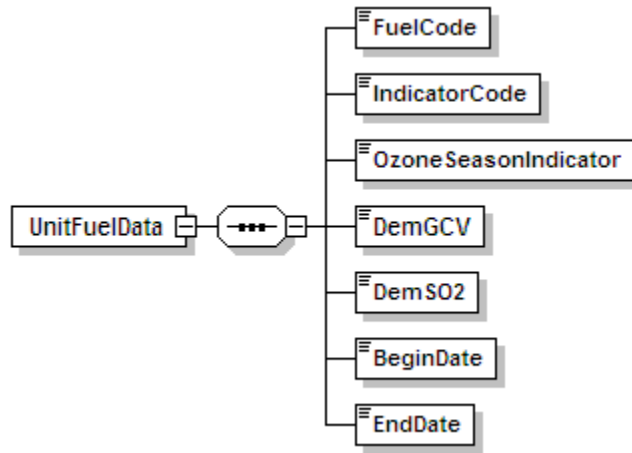 FuelCode
IndicatorCode
OzoneSeasonIndicator
UnitFuelData
DemGCV
DemSO2
BeginDate
EndDate